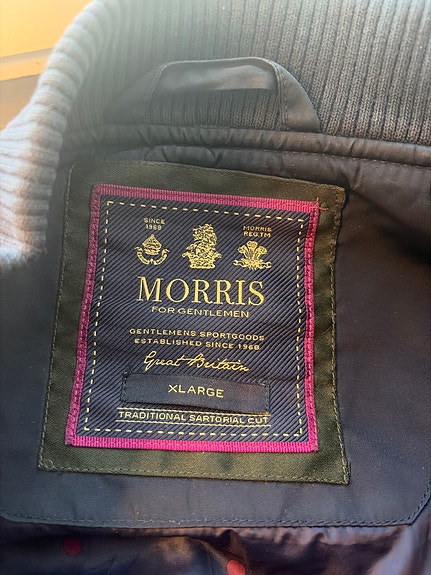 SINCE
1968
MORRIS
REG.TM
MORRIS
FOR GENTLEMEN
GENTLEMENS SPORTGOODS
ESTABLISHED SINCE 1968
Great Britain
XLARGE
TRADITIONAL SARTORIAL CUT